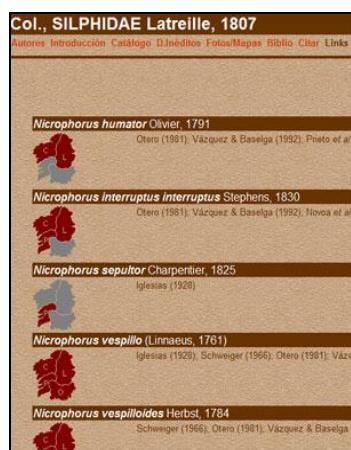 Col., SILPHIDAE Latreille, 1807
Autores Introducción Catálogo D.Inéditos Fotos/Mapas Biblio Citar Links
Nicrophorus humator Olivier, 1791
Otero (1981); Vázquez & Baselga (1992); Prieto et al
Nicrophorus interruptus interruptus Stephens, 1830
Otero (1981); Vázquez & Baselga (1992); Novoa et al
Nicrophorus sepultor Charpentier, 1825
Iglesias (1928)
Nicrophorus vespillo (Linnaeus, 1761)
Iglesias (1928); Schweiger (1966); Otero (1981); Vázq
Nicrophorus vespilloides Herbst, 1784
Schweiger (1966); Otero (1981); Vázquez & Baselga